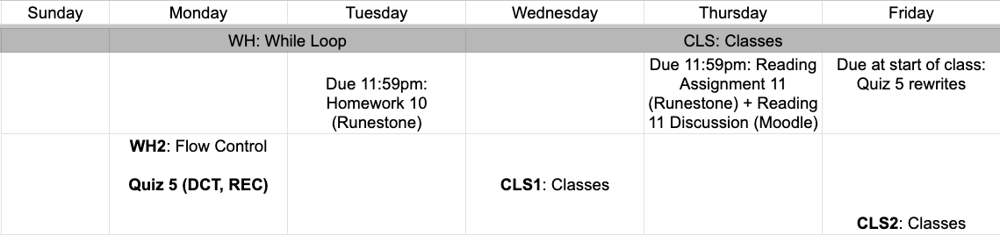 Sunday Monday Tuesday Wednesday Thursday Friday
WH: While Loop CLS: Classes
Due 11:59pm:
Homework 10
(Runestone)
Due 11:59pm: Reading
Assignment 11
(Runestone) + Reading
11 Discussion (Moodle)
Due at start of class:
Quiz 5 rewrites
WH2: Flow Control
Quiz 5 (DCT, REC)
CLS1: Classes
CLS2: Classes